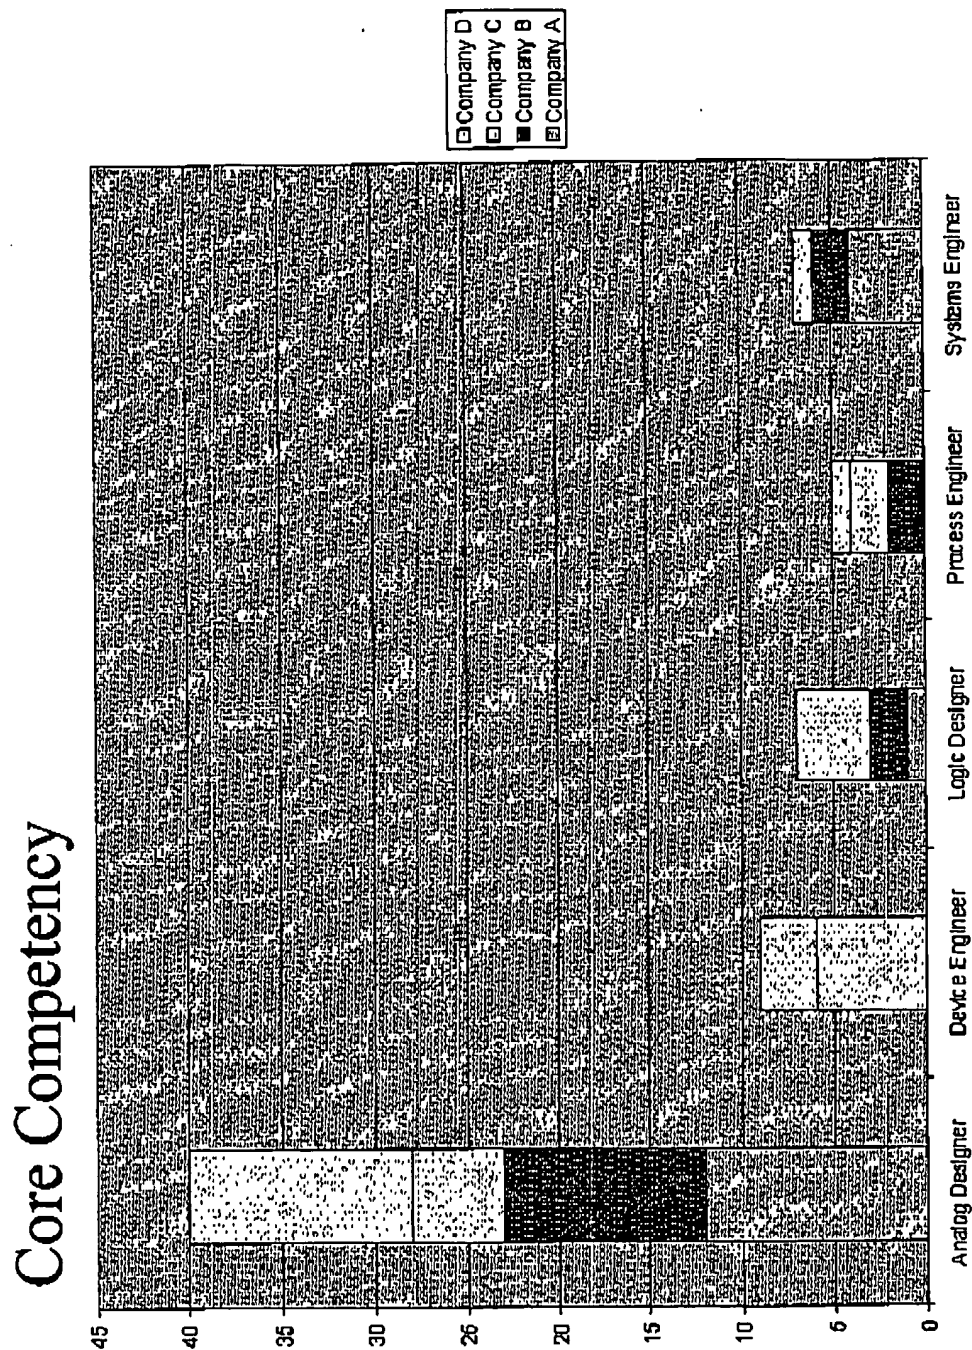 Core Competency
45
40
35
30
25
20
15
10
5
0
Analog Designer
Device Engineer
Logic Designer
Process Engineer
Systems Engineer
Company D
Company C
Company B
Company A